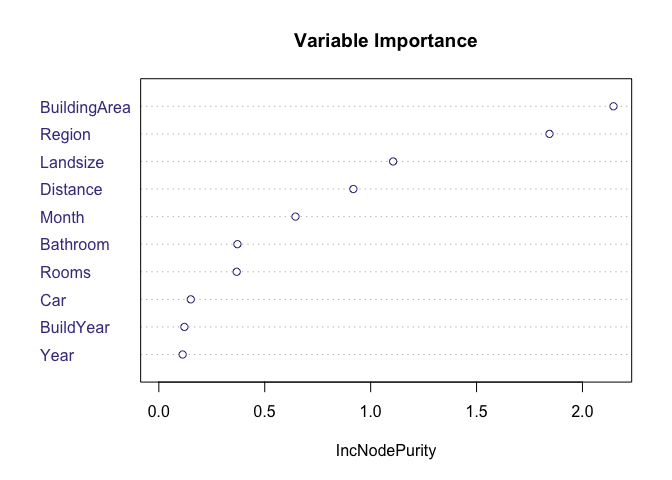 Variable Importance
BuildingArea
Region
Landsize
Distance
Month
Bathroom
Rooms
Car
BuildYear
Year
0.0 0.5 1.0 1.5 2.0
IncNodePurity